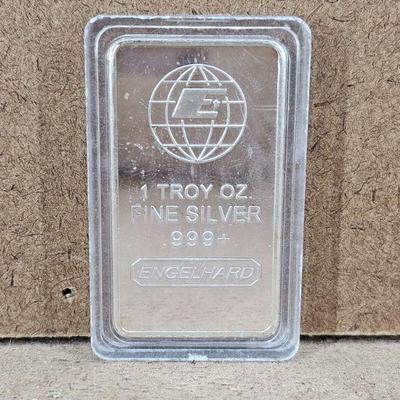 E
1 TROY OZ.
FINE SILVER
999+
ENGELHARD